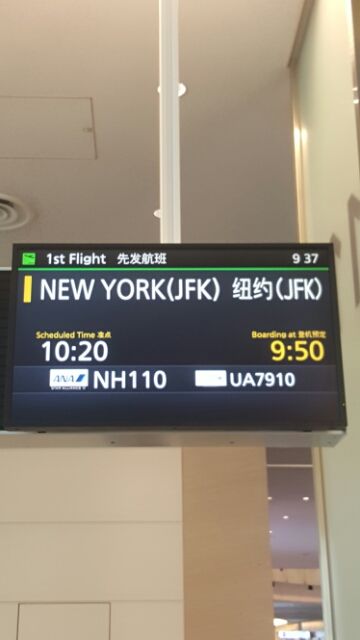 1st Flight 先发航班 9 37
NEW YORK(JFK) 纽约(JFK)
Scheduled Time 准点 Boarding at 登机预定
10:20 9:50
ANA NH110 UA7910